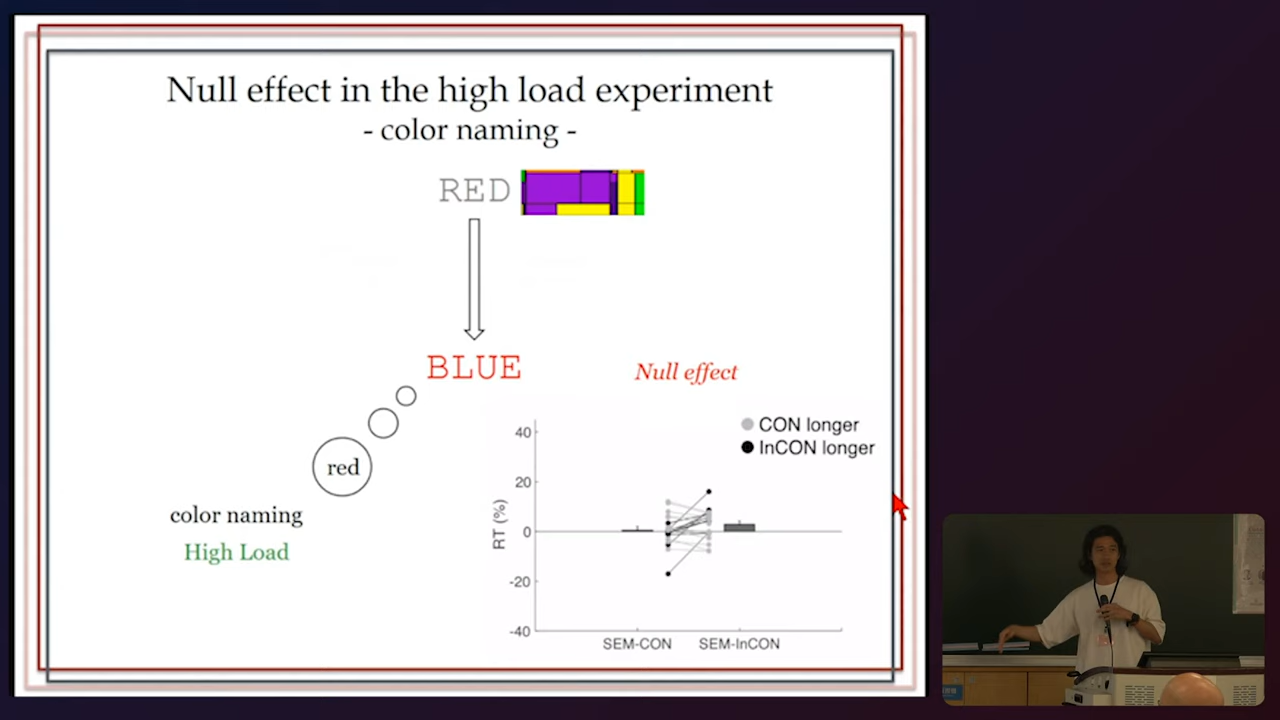 Null effect in the high load experiment
- color naming -
RED
BLUE
Null effect
red
color naming
High Load
CON longer
InCON longer
RT (%)
40
20
0
-20
-40
SEM-CON
SEM-InCON